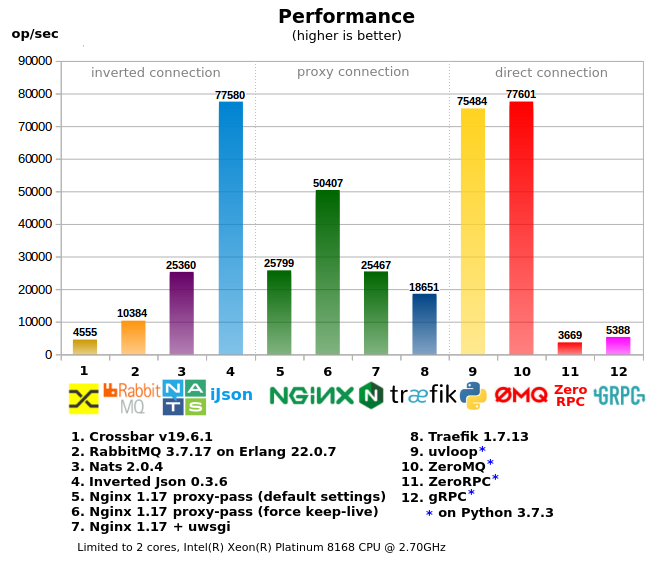 Performance
(higher is better)
op/sec
90000
80000
70000
60000
50000
40000
30000
20000
10000
0
inverted connection
proxy connection
direct connection
4555
10384
25360
77580
25799
50407
25467
18651
75484
77601
3669
5388
1 2 3 4 5 6 7 8 9 10 11 12
RabbitMQ
NATS
iJson
NGINX
træfik
ØMQ
Zero
RPC
GRPC
1. Crossbar v19.6.1
2. RabbitMQ 3.7.17 on Erlang 22.0.7
3. Nats 2.0.4
4. Inverted Json 0.3.6
5. Nginx 1.17 proxy-pass (default settings)
6. Nginx 1.17 proxy-pass (force keep-live)
7. Nginx 1.17 + uwsgi
8. Traefik 1.7.13
9. uvloop*
10. ZeroMQ*
11. ZeroRPC*
12. gRPC*
* on Python 3.7.3
Limited to 2 cores, Intel(R) Xeon(R) Platinum 8168 CPU @ 2.70GHz